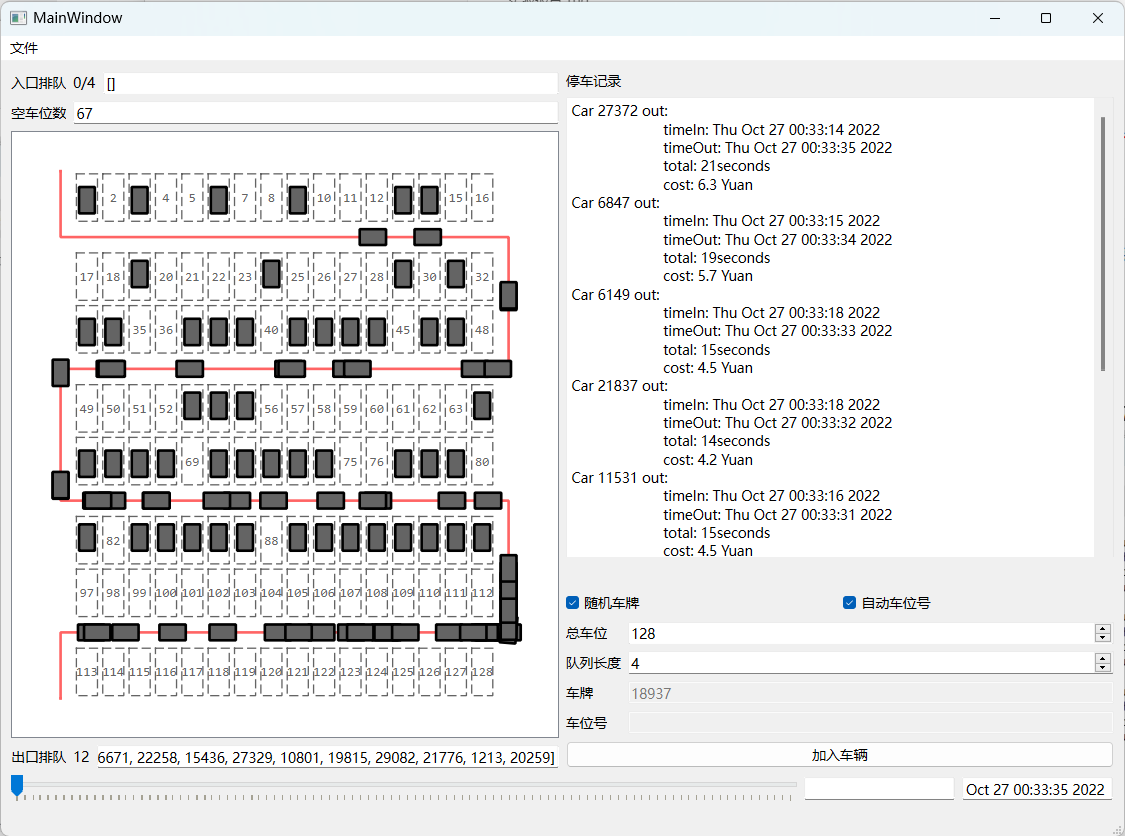 MainWindow
文件
入口排队 0/4 []
空车位数 67
2 4 5 7 8 10 11 12 15 16
17 18 20 21 22 23 25 26 27 28 30 32
35 36 40 45 48
49 50 51 52 56 57 58 59 60 61 62 63
69 75 76 80
82 88
97 98 99 100 101 102 103 104 105 106 107 108 109 110 111 112
113 114 115 116 117 118 119 120 121 122 123 124 125 126 127 128
出口排队 12 6671, 22258, 15436, 27329, 10801, 19815, 29082, 21776, 1213, 20259]
停车记录
Car 27372 out:
timeIn: Thu Oct 27 00:33:14 2022
timeOut: Thu Oct 27 00:33:35 2022
total: 21seconds
cost: 6.3 Yuan
Car 6847 out:
timeIn: Thu Oct 27 00:33:15 2022
timeOut: Thu Oct 27 00:33:34 2022
total: 19seconds
cost: 5.7 Yuan
Car 6149 out:
timeIn: Thu Oct 27 00:33:18 2022
timeOut: Thu Oct 27 00:33:33 2022
total: 15seconds
cost: 4.5 Yuan
Car 21837 out:
timeIn: Thu Oct 27 00:33:18 2022
timeOut: Thu Oct 27 00:33:32 2022
total: 14seconds
cost: 4.2 Yuan
Car 11531 out:
timeIn: Thu Oct 27 00:33:16 2022
timeOut: Thu Oct 27 00:33:31 2022
total: 15seconds
cost: 4.5 Yuan
随机车牌 自动车位号
总车位 128
队列长度 4
车牌 18937
车位号
加入车辆
Oct 27 00:33:35 2022